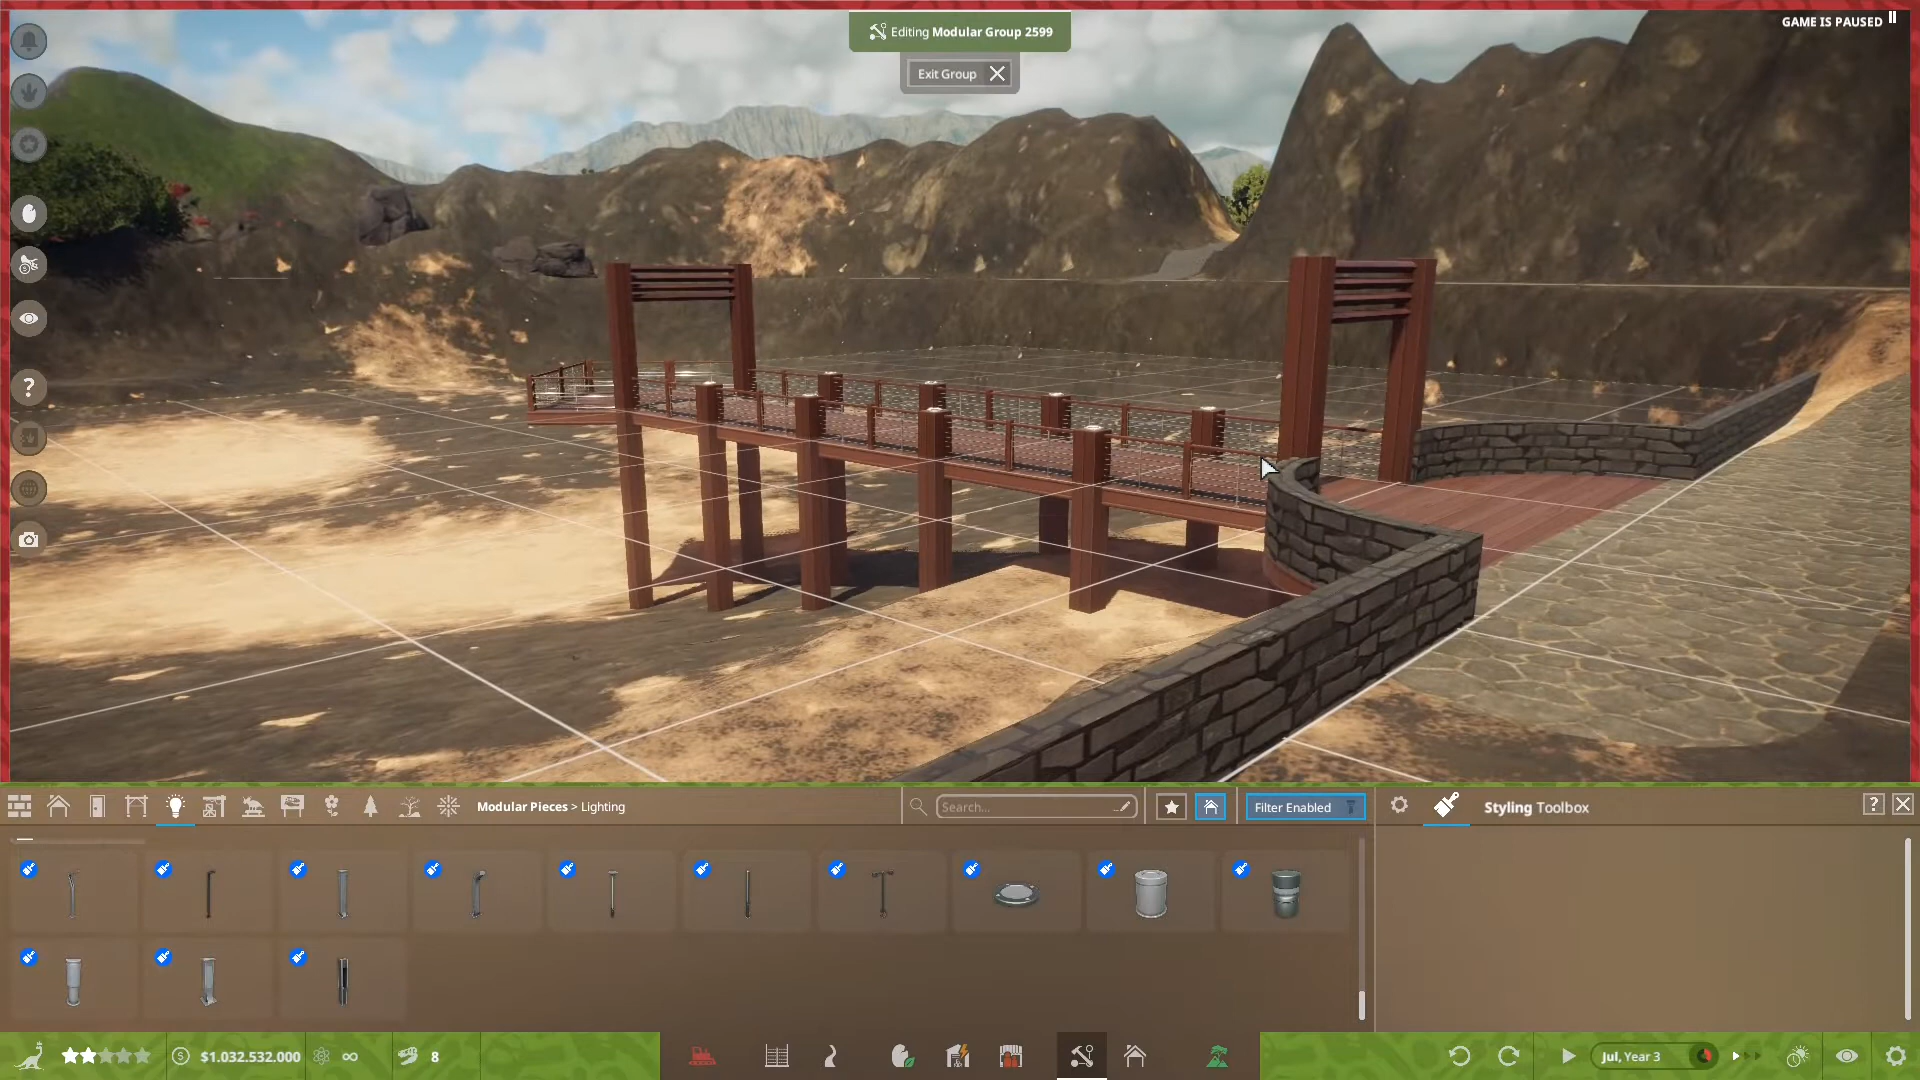 Editing Modular Group 2599
Exit Group
GAME IS PAUSED
?
Modular Pieces > Lighting
Search...
Filter Enabled
Styling Toolbox
?
$1.032.532.000
∞
8
Jul, Year 3